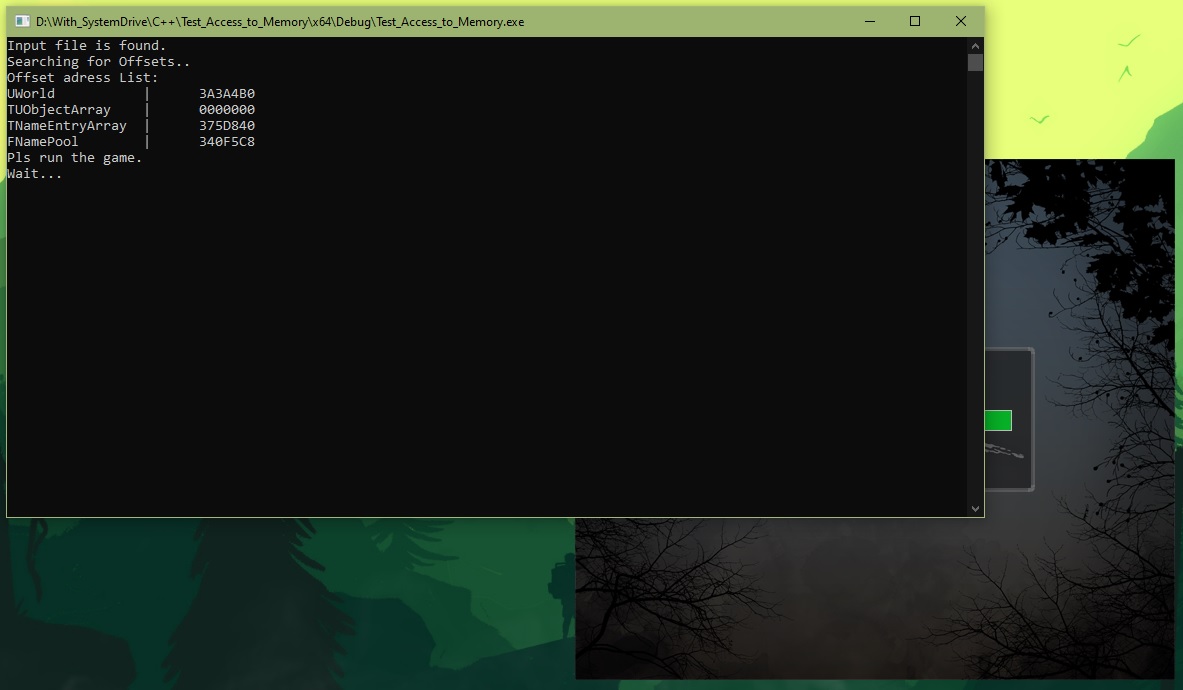 D:\With_SystemDrive\C++\Test_Access_to_Memory\x64\Debug\Test_Access_to_Memory.exe
Input file is found.
Searching for Offsets..
Offset adress List:
UWorld | 3A3A4B0
TUObjectArray | 0000000
TNameEntryArray | 375D840
FNamePool | 340F5C8
Pls run the game.
Wait...